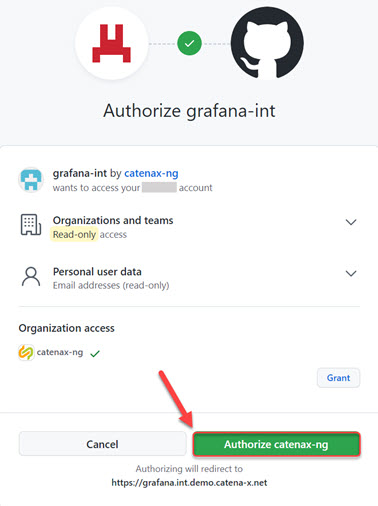 Authorize grafana-int
grafana-int by catenax-ng
wants to access your account
Organizations and teams
Read-only access
Personal user data
Email addresses (read-only)
Organization access
catenax-ng
Grant
Cancel
Authorize catenax-ng
Authorizing will redirect to
https://grafana.int.demo.catena-x.net